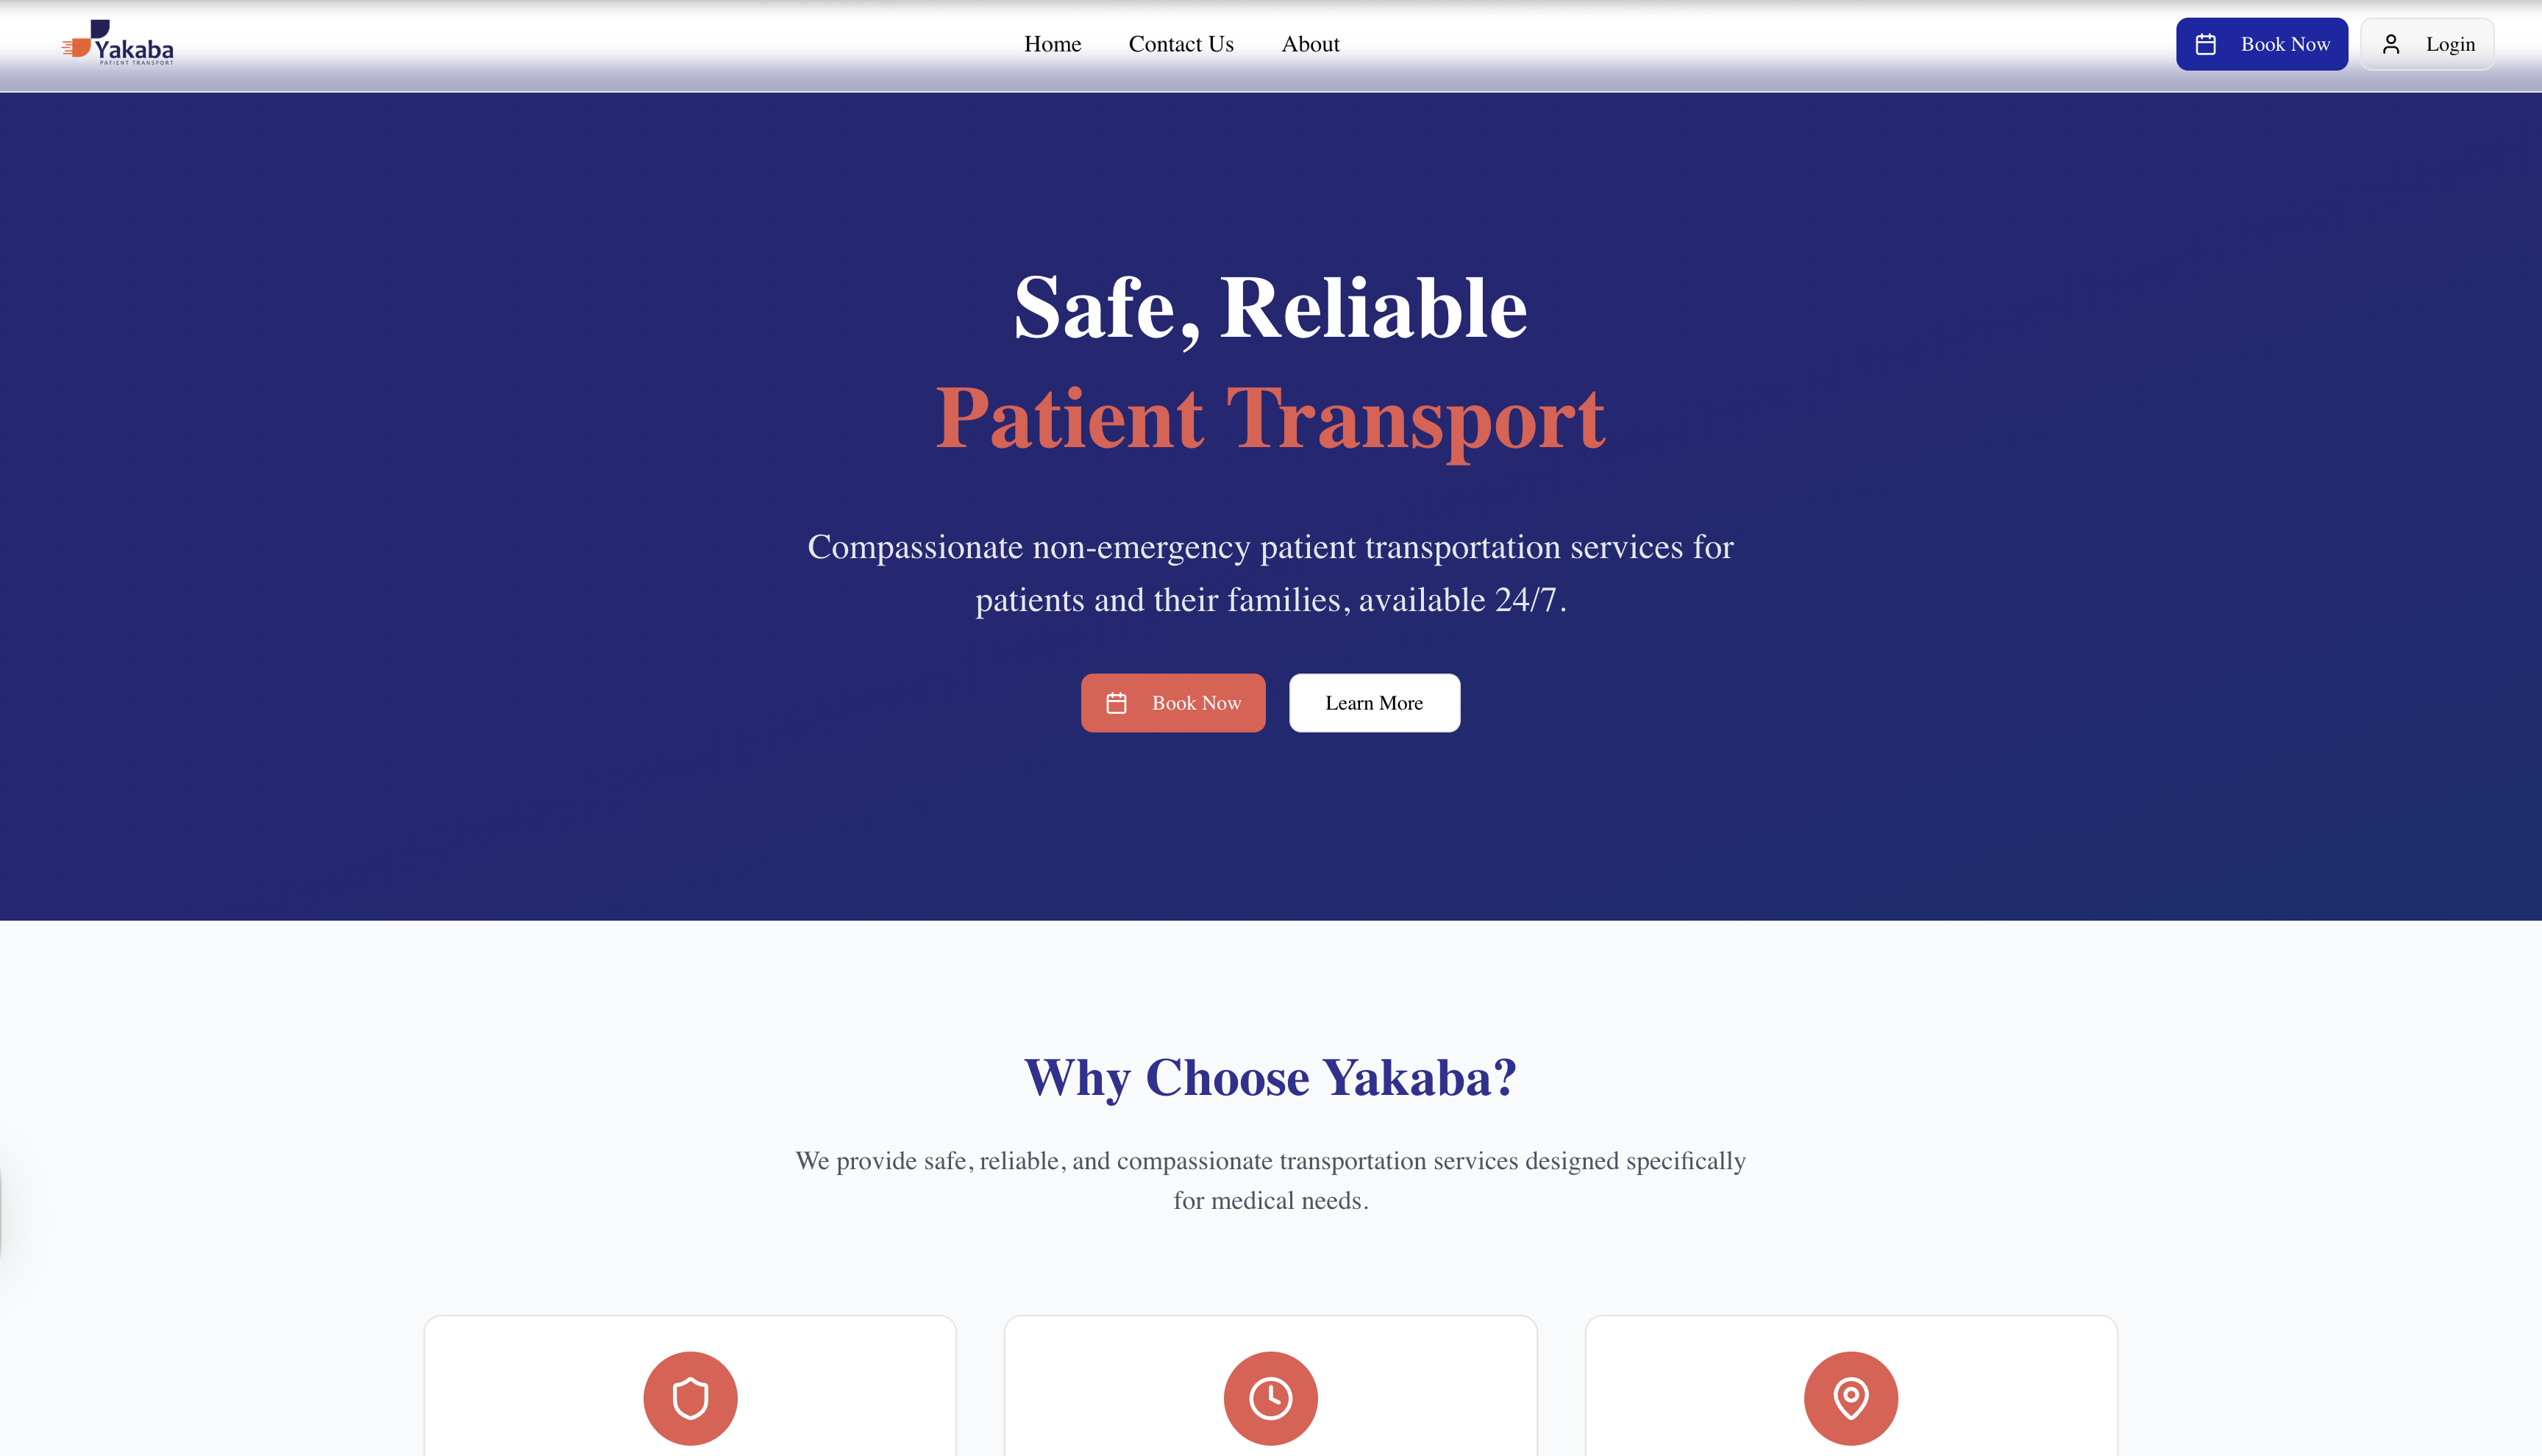 Yakaba
PATIENT TRANSPORT
Home
Contact Us
About
Book Now
Login
Safe, Reliable
Patient Transport
Compassionate non-emergency patient transportation services for
patients and their families, available 24/7.
Book Now
Learn More
Why Choose Yakaba?
We provide safe, reliable, and compassionate transportation services designed specifically
for medical needs.